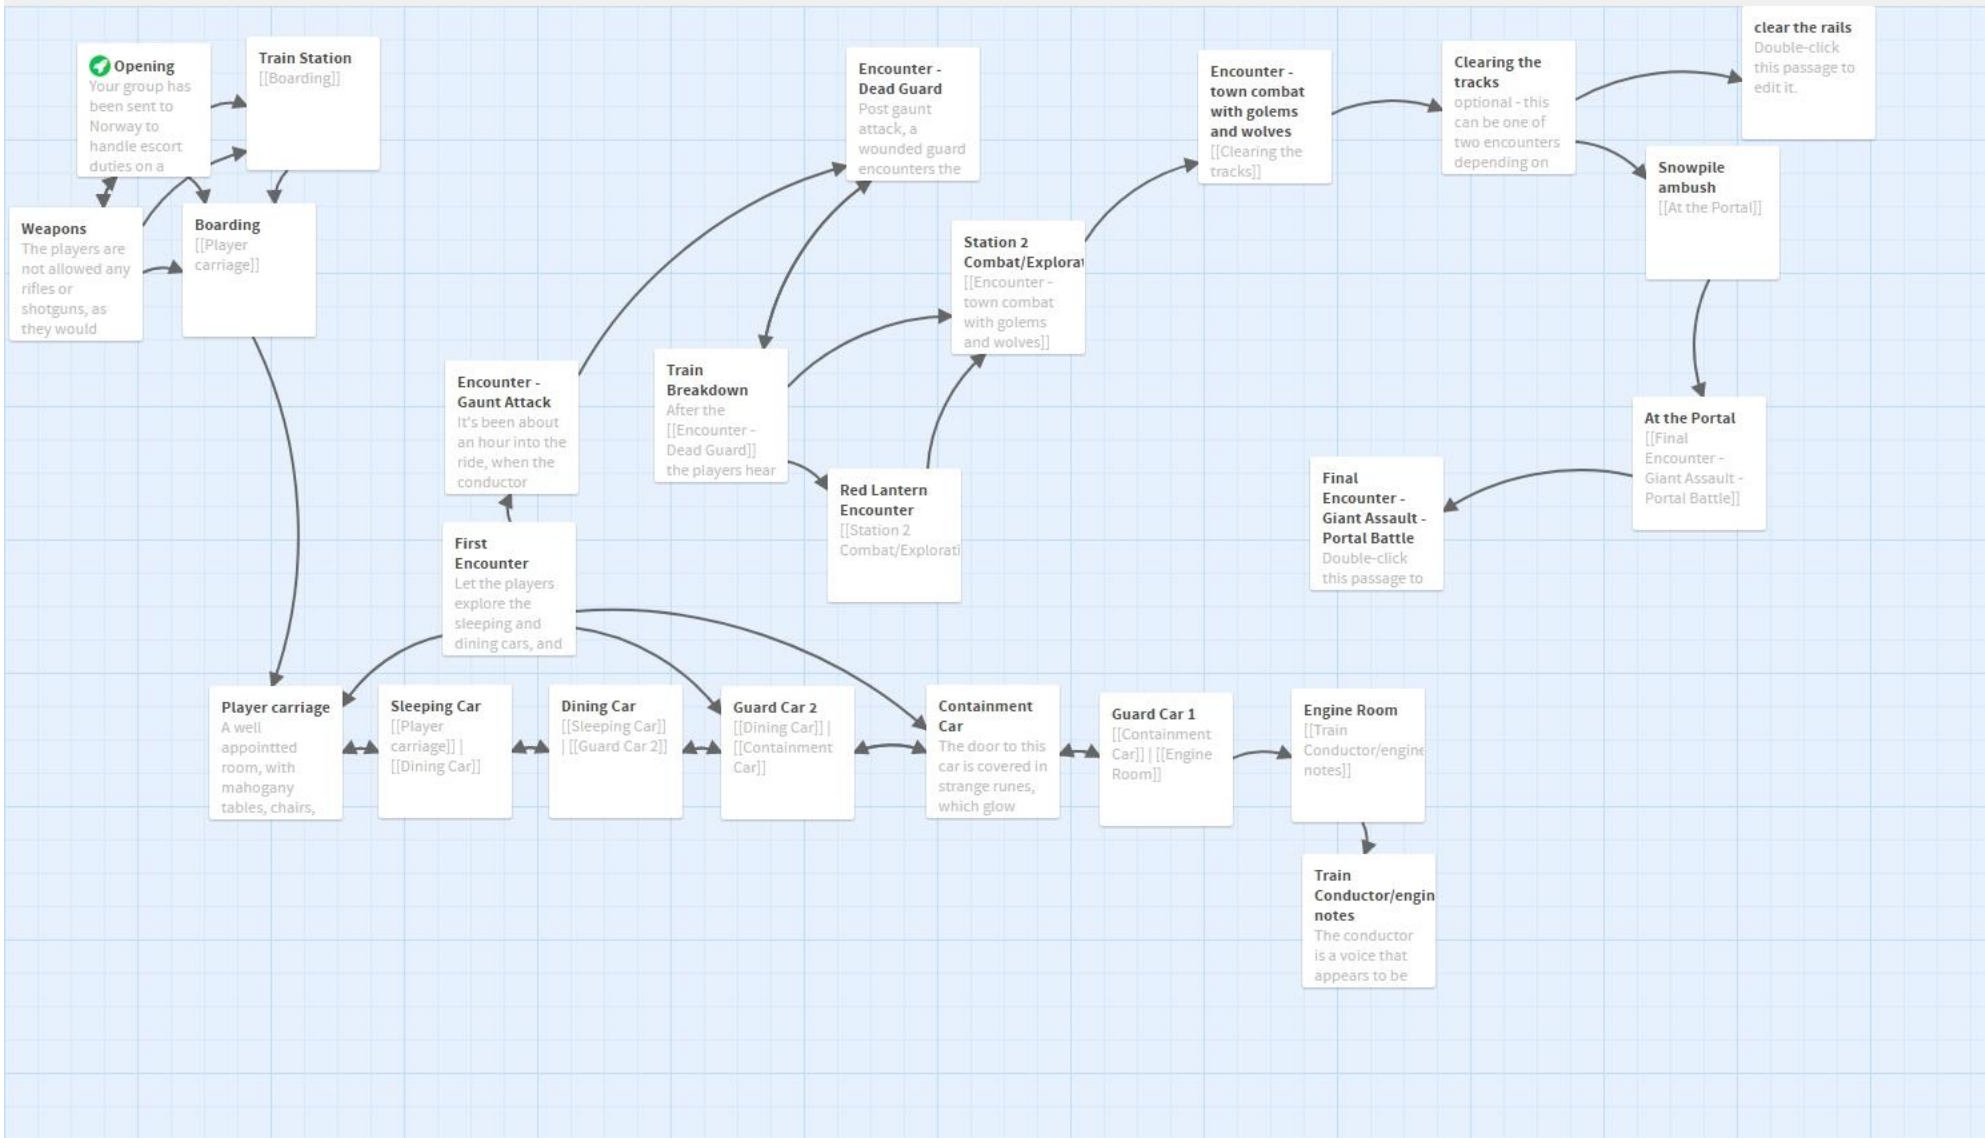 Opening
Your group has
been sent to
Norway to
handle escort
duties on a
Train Station
[[Boarding]]
Weapons
The players are
not allowed any
rifles or
shotguns, as
they would
Boarding
[[Player
carriage]]
Encounter -
Dead Guard
Post gaunt
attack, a
wounded guard
encounters the
Encounter -
town combat
with golems
and wolves
[[Clearing the
tracks]]
Clearing the
tracks
optional - this
can be one of
two encounters
depending on
clear the rails
Double-click
this passage to
edit it.
Snowpile
ambush
[[At the Portal]]
Station 2
Combat/Explorat
[[Encounter -
town combat
with golems
and wolves]]
Encounter -
Gaunt Attack
It's been about
an hour into the
ride, when the
conductor
Train
Breakdown
After the
[[Encounter -
Dead Guard]]
the players hear
Red Lantern
Encounter
[[Station 2
Combat/Explorati
At the Portal
[[Final
Encounter -
Giant Assault -
Portal Battle]]
Final
Encounter -
Giant Assault -
Portal Battle
Double-click
this passage to
First
Encounter
Let the players
explore the
sleeping and
dining cars, and
Player carriage
A well
appointted
room, with
mahogany
tables, chairs,
Sleeping Car
[[Player
carriage]] |
[[Dining Car]]
Dining Car
[[Sleeping Car]]
| [[Guard Car 2]]
Guard Car 2
[[Dining Car]] |
[[Containment
Car]]
Containment
Car
The door to this
car is covered in
strange runes,
which glow
Guard Car 1
[[Containment
Car]] | [[Engine
Room]]
Engine Room
[[Train
Conductor/engine
notes]]
Train
Conductor/engin
notes
The conductor
is a voice that
appears to be